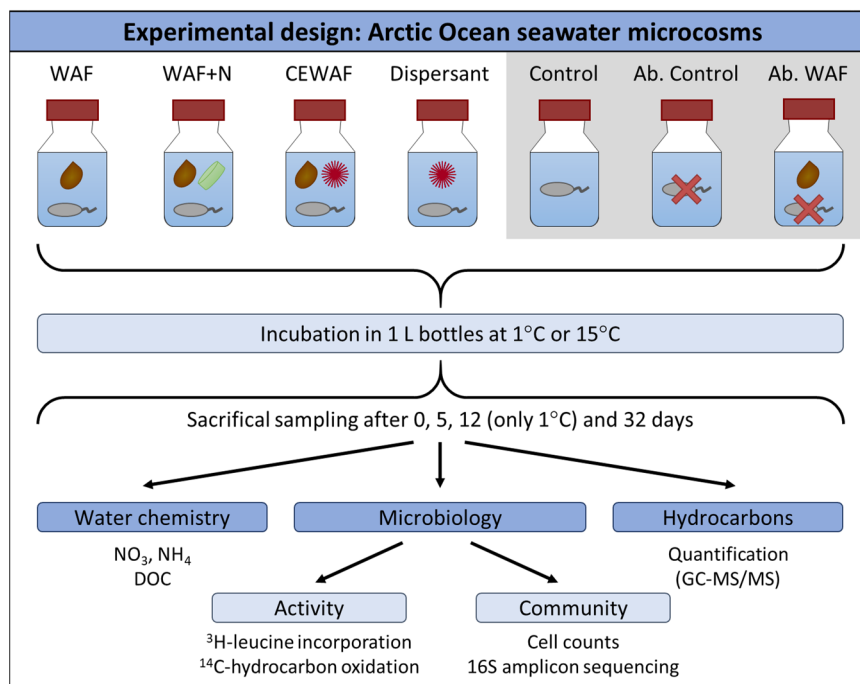 Experimental design: Arctic Ocean seawater microcosms
WAF
WAF+N
CEWAF
Dispersant
Control
Ab. Control
Ab. WAF
Incubation in 1 L bottles at 1°C or 15°C
Sacrifical sampling after 0, 5, 12 (only 1°C) and 32 days
Water chemistry
Microbiology
Hydrocarbons
NO₃, NH₄
DOC
Quantification
(GC-MS/MS)
Activity
Community
³H-leucine incorporation
¹⁴C-hydrocarbon oxidation
Cell counts
16S amplicon sequencing